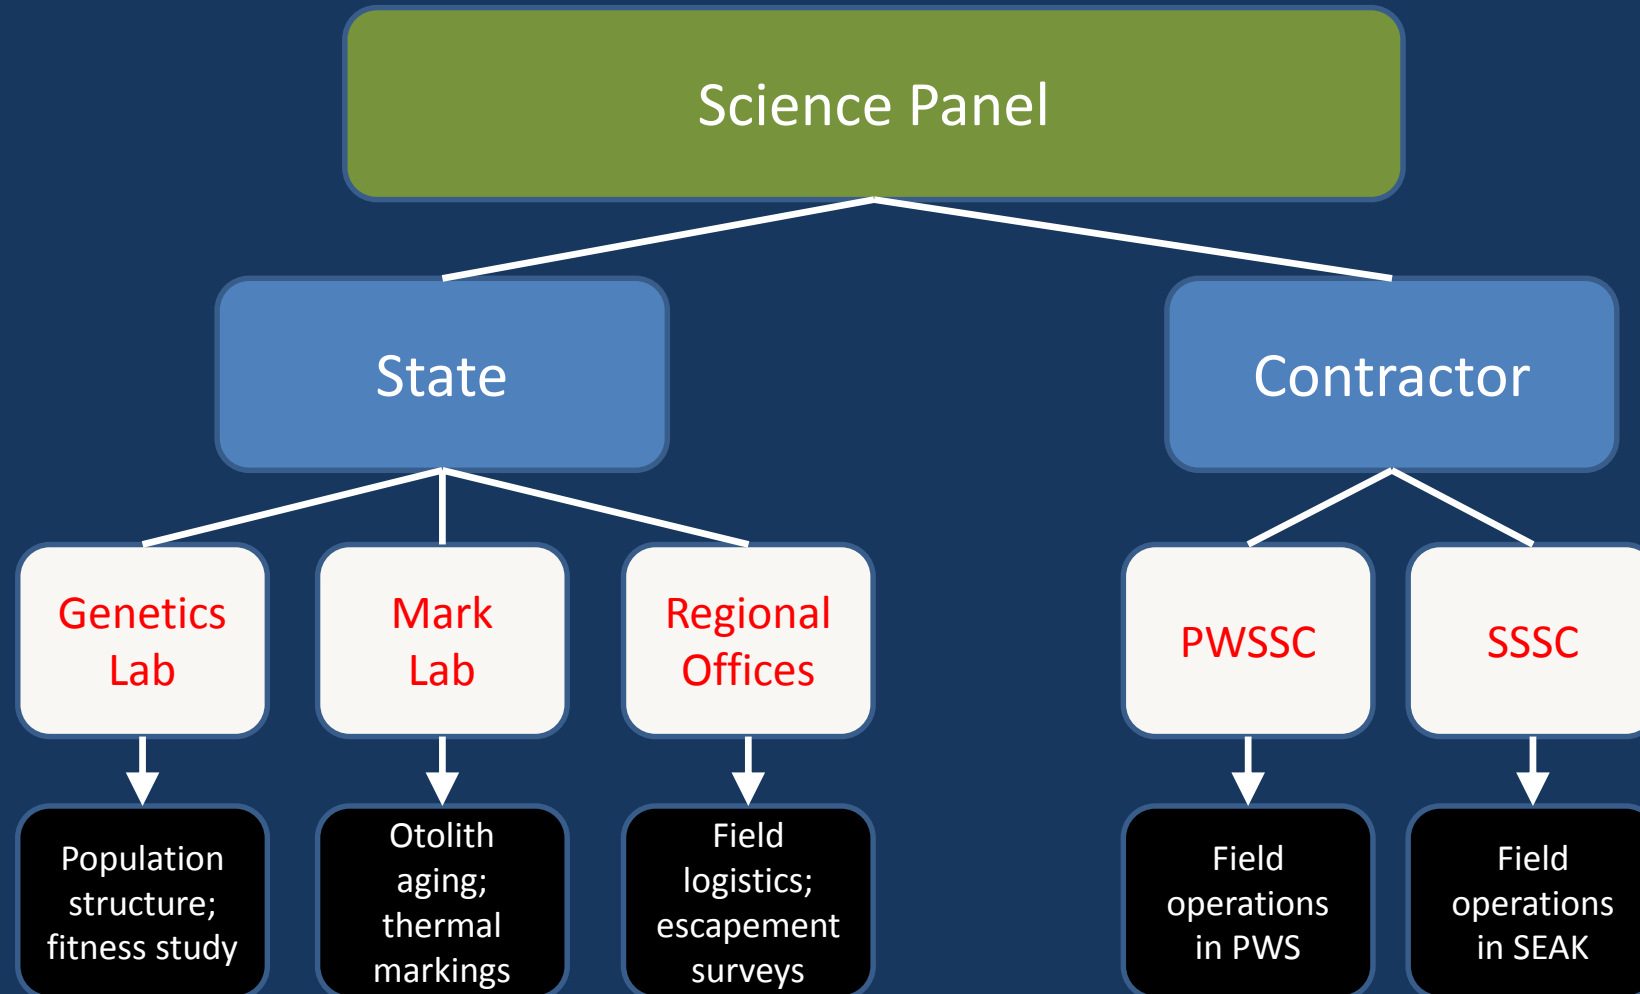 Science Panel
State
Contractor
Genetics
Lab
Mark
Lab
Regional
Offices
PWSSC
SSSC
Population
structure;
fitness study
Otolith
aging;
thermal
markings
Field
logistics;
escapement
surveys
Field
operations
in PWS
Field
operations
in SEAK